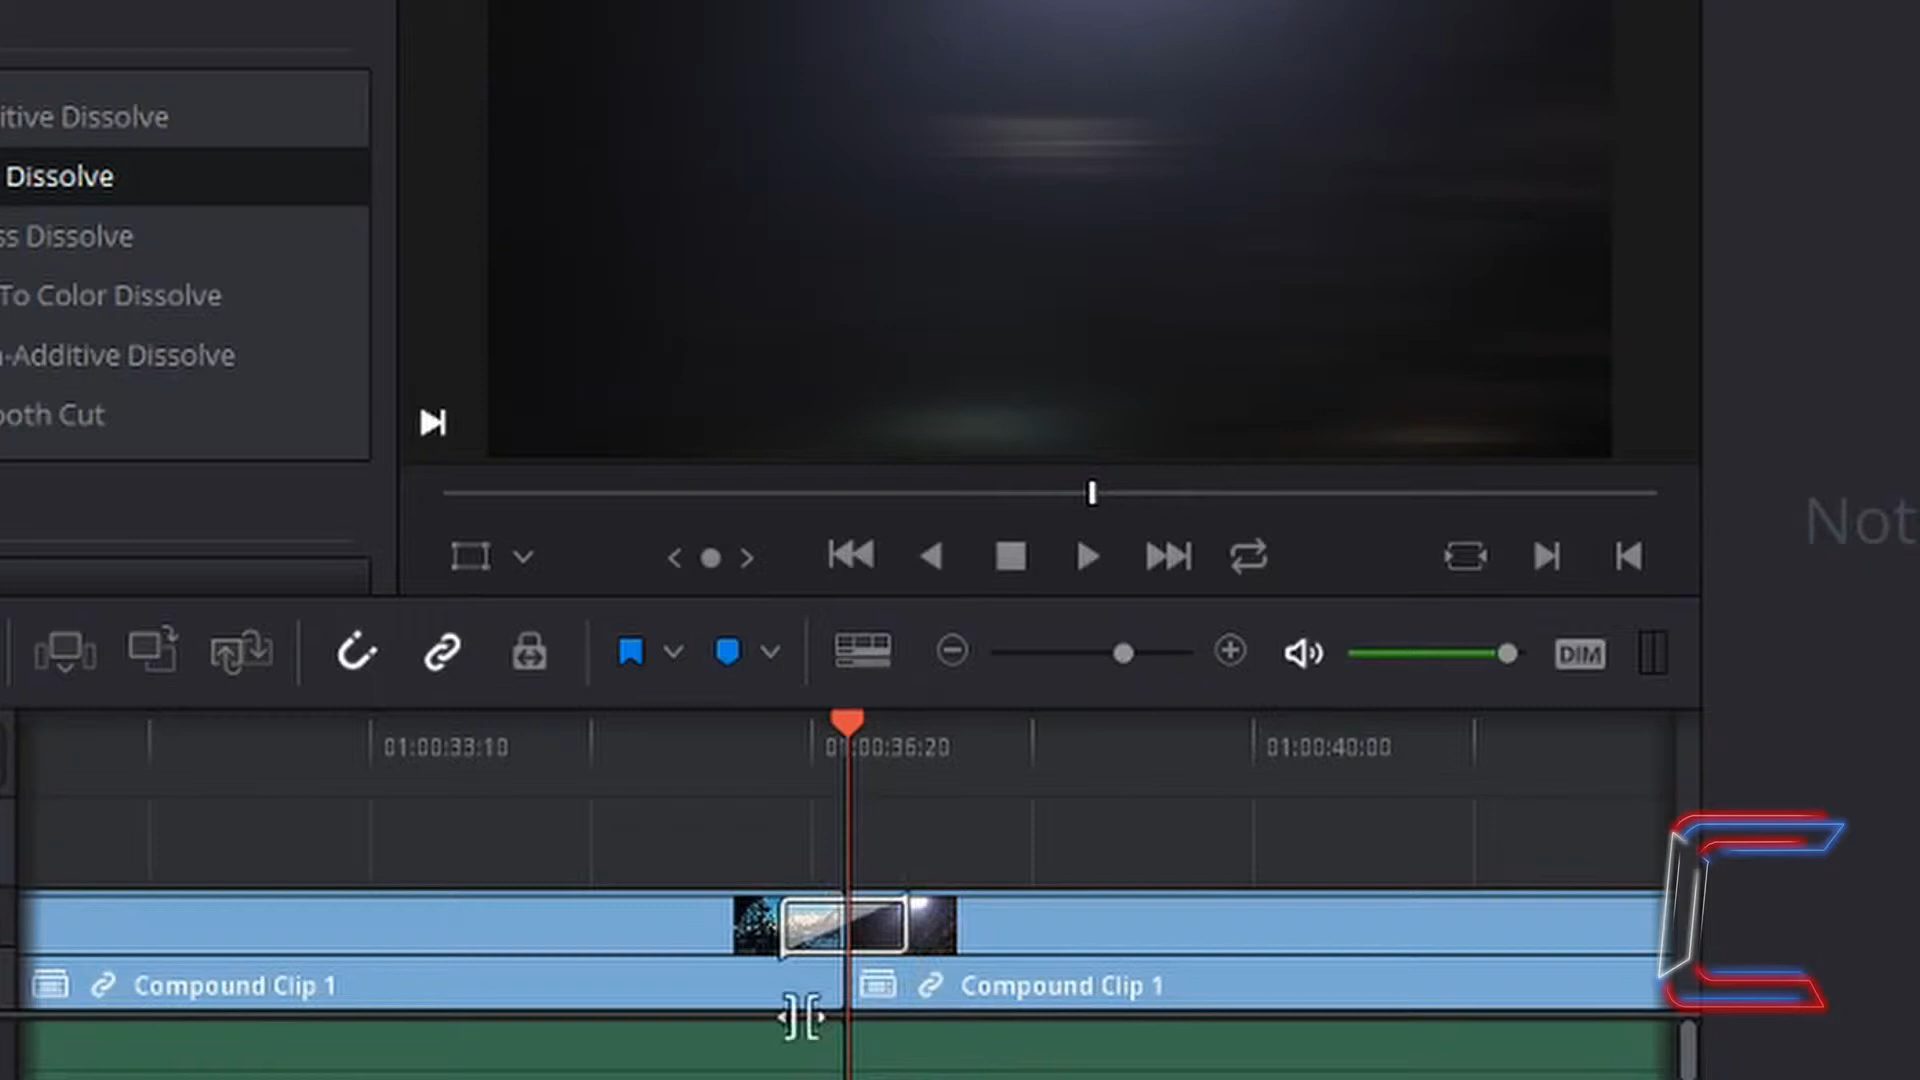 itive Dissolve
Dissolve
ss Dissolve
To Color Dissolve
-Additive Dissolve
ooth Cut
Not
DIM
01:00:33:10
01:00:36:20
01:00:40:00
Compound Clip 1
Compound Clip 1